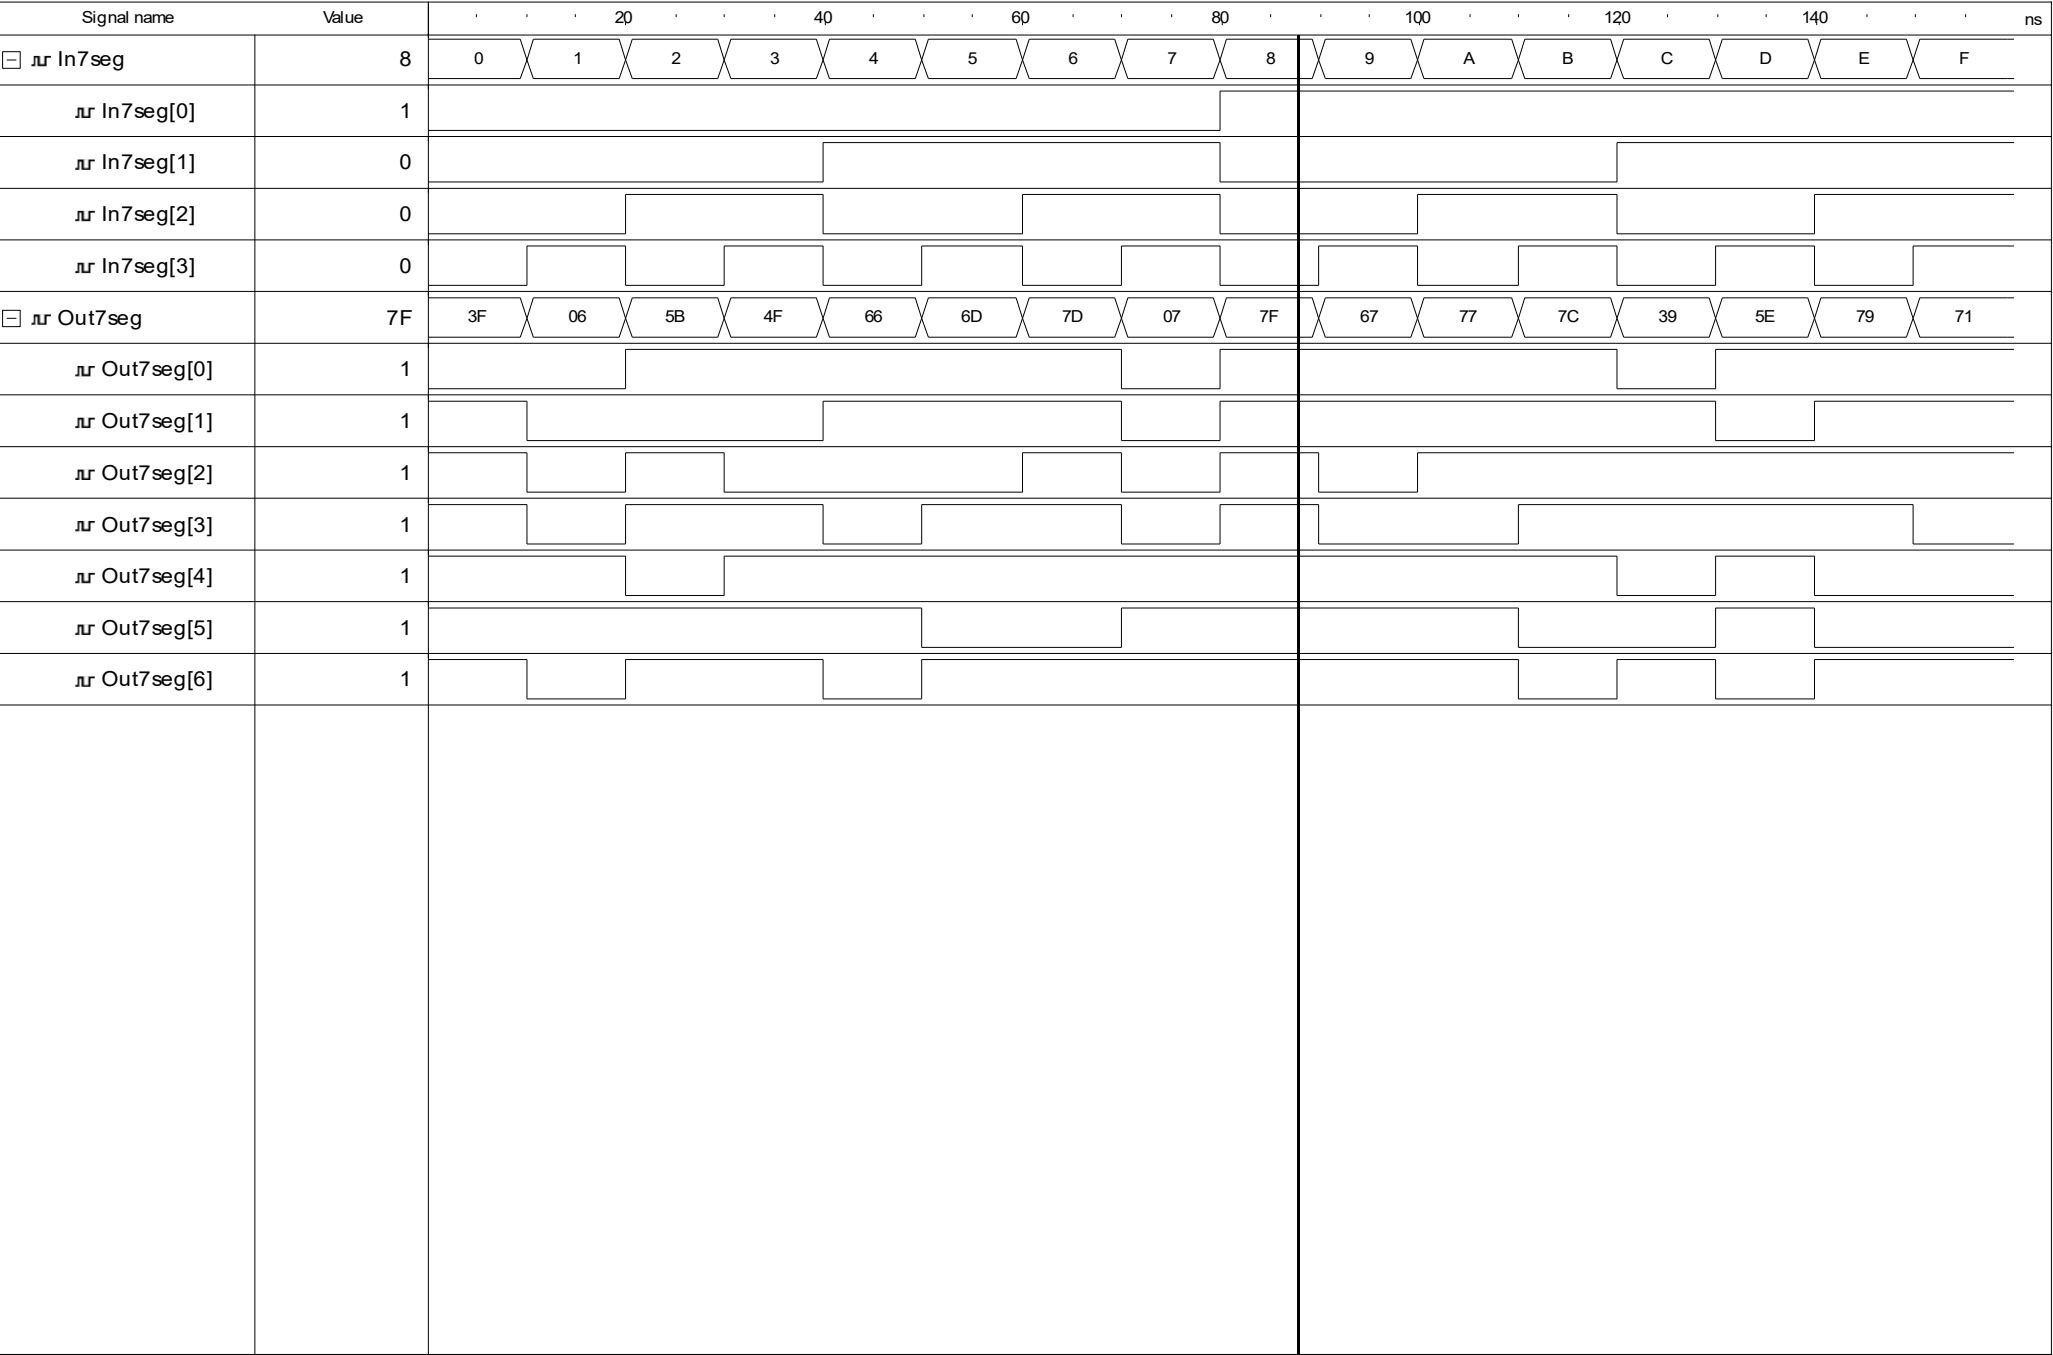 Signal name Value 20 40 60 80 100 120 140 ns
In7seg 8 0 1 2 3 4 5 6 7 8 9 A B C D E F
In7seg[0] 1
In7seg[1] 0
In7seg[2] 0
In7seg[3] 0
Out7seg 7F 3F 06 5B 4F 66 6D 7D 07 7F 67 77 7C 39 5E 79 71
Out7seg[0] 1
Out7seg[1] 1
Out7seg[2] 1
Out7seg[3] 1
Out7seg[4] 1
Out7seg[5] 1
Out7seg[6] 1